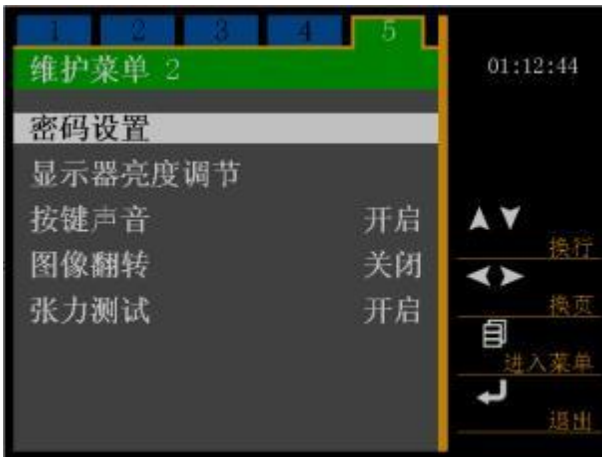 1 2 3 4 5
维护菜单 2
01:12:44
密码设置
显示器亮度调节
按键声音 开启
图像翻转 关闭
张力测试 开启
换行
换页
进入菜单
退出